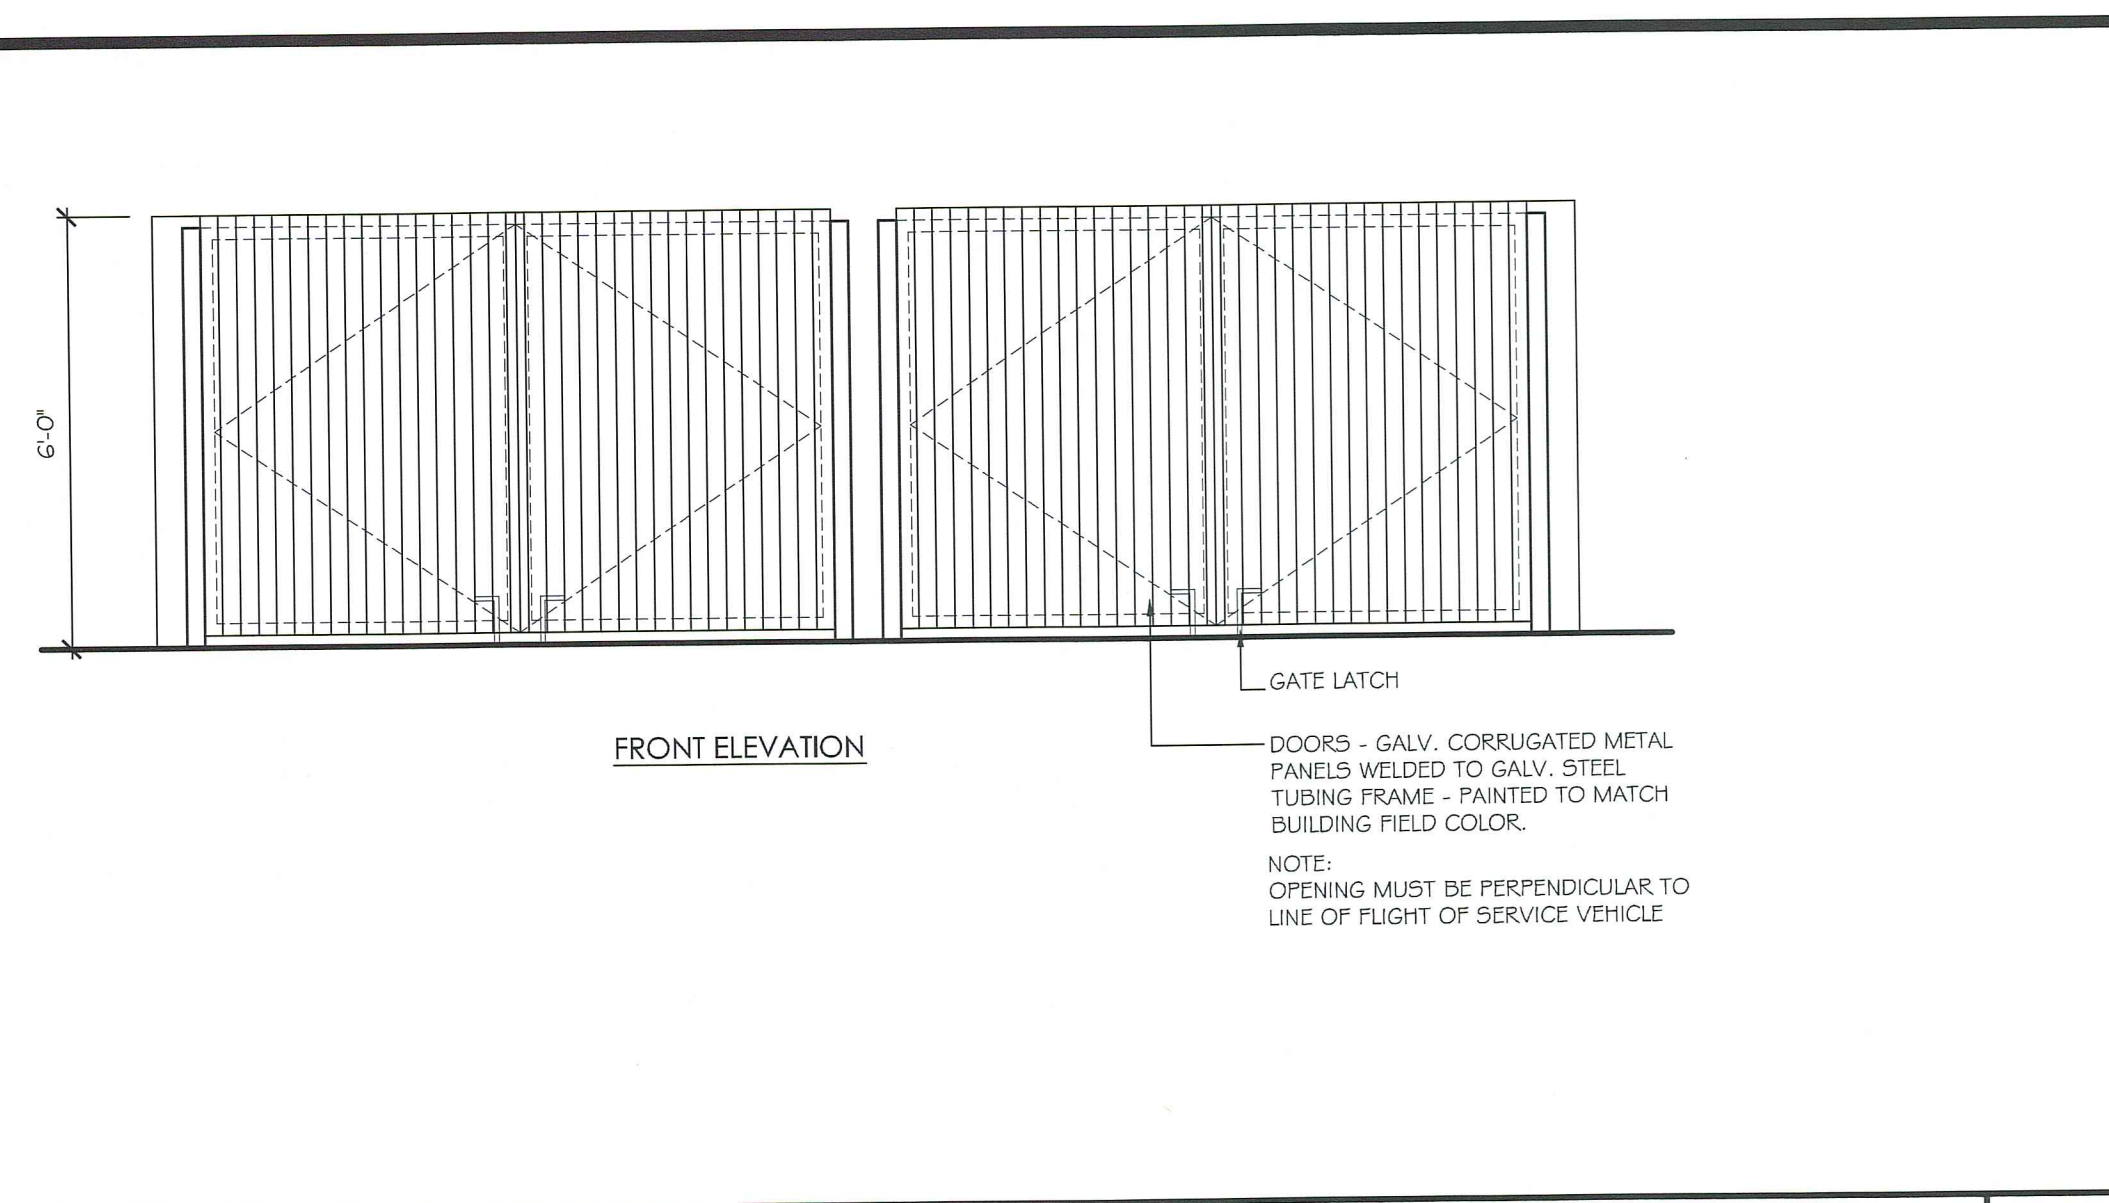 6'-0"
GATE LATCH
FRONT ELEVATION
DOORS - GALV. CORRUGATED METAL
PANELS WELDED TO GALV. STEEL
TUBING FRAME - PAINTED TO MATCH
BUILDING FIELD COLOR.
NOTE:
OPENING MUST BE PERPENDICULAR TO
LINE OF FLIGHT OF SERVICE VEHICLE